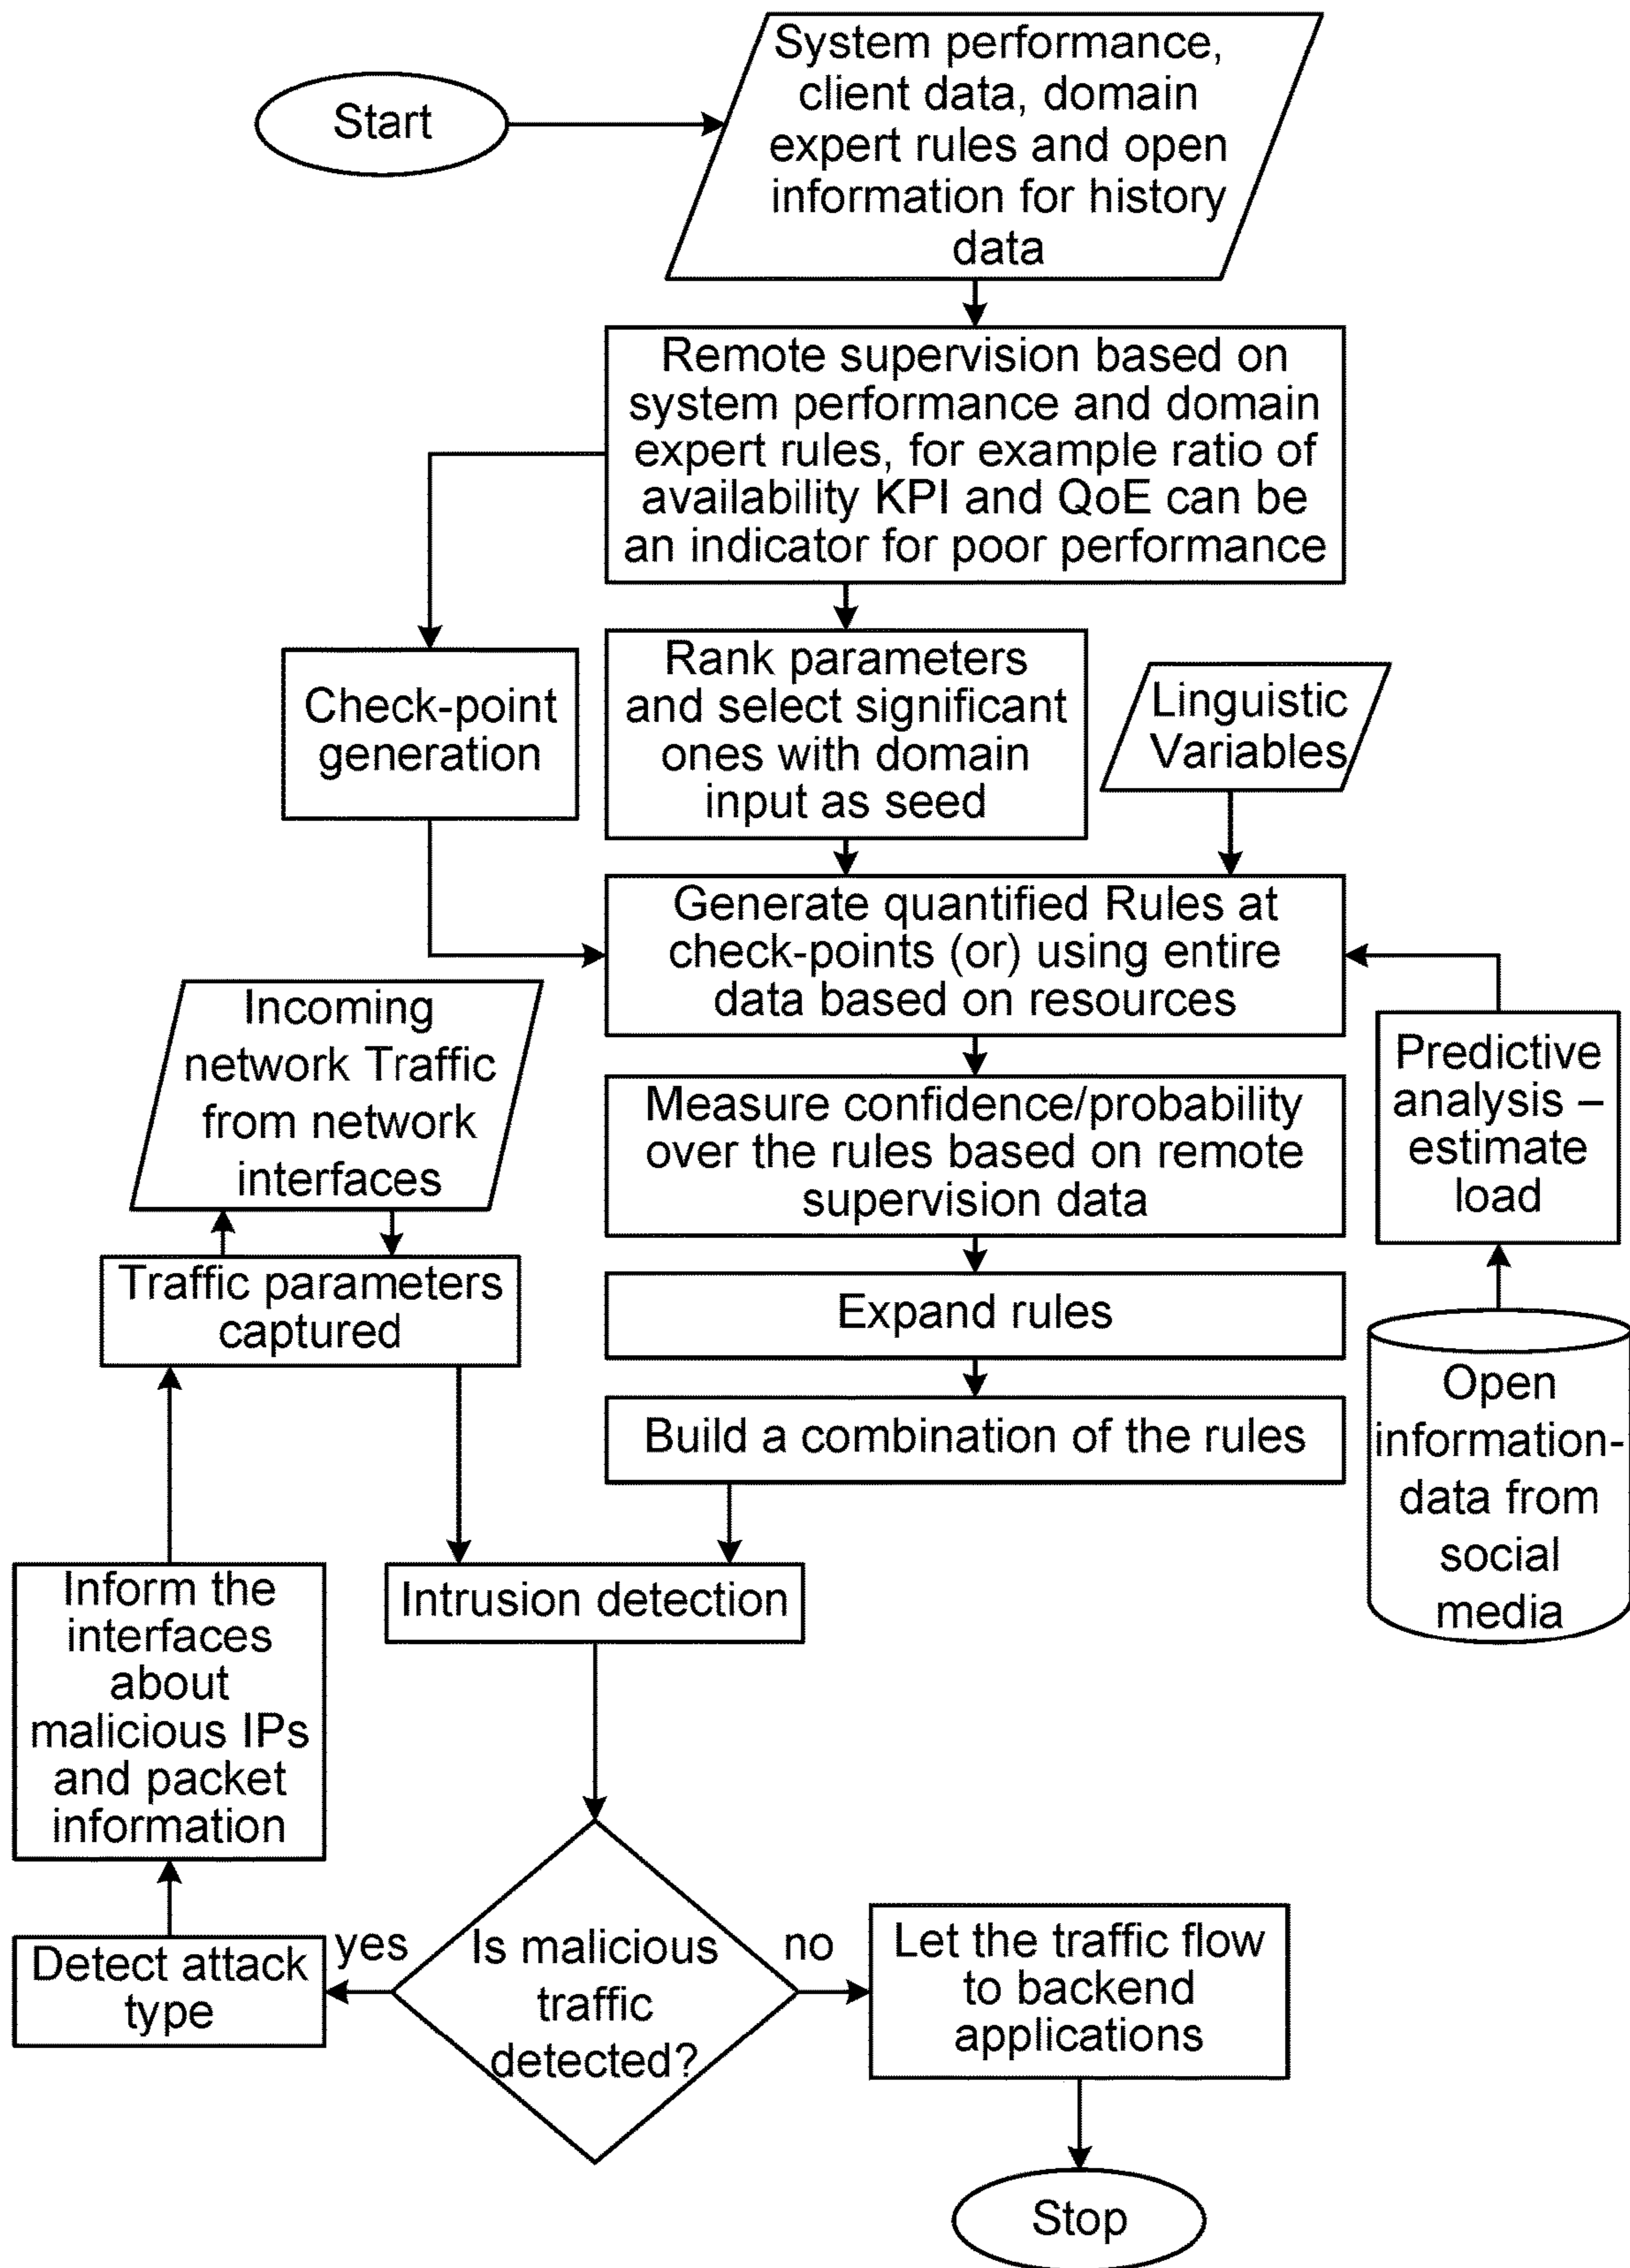 Start
System performance,
client data, domain
expert rules and open
information for history
data
Remote supervision based on
system performance and domain
expert rules, for example ratio of
availability KPI and QoE can be
an indicator for poor performance
Check-point
generation
Rank parameters
and select significant
ones with domain
input as seed
Linguistic
Variables
Generate quantified Rules at
check-points (or) using entire
data based on resources
Incoming
network Traffic
from network
interfaces
Measure confidence/probability
over the rules based on remote
supervision data
Predictive
analysis –
estimate
load
Traffic parameters
captured
Expand rules
Build a combination of the rules
Open
information-
data from
social
media
Inform the
interfaces
about
malicious IPs
and packet
information
Intrusion detection
Detect attack
type
yes
Is malicious
traffic
detected?
no
Let the traffic flow
to backend
applications
Stop